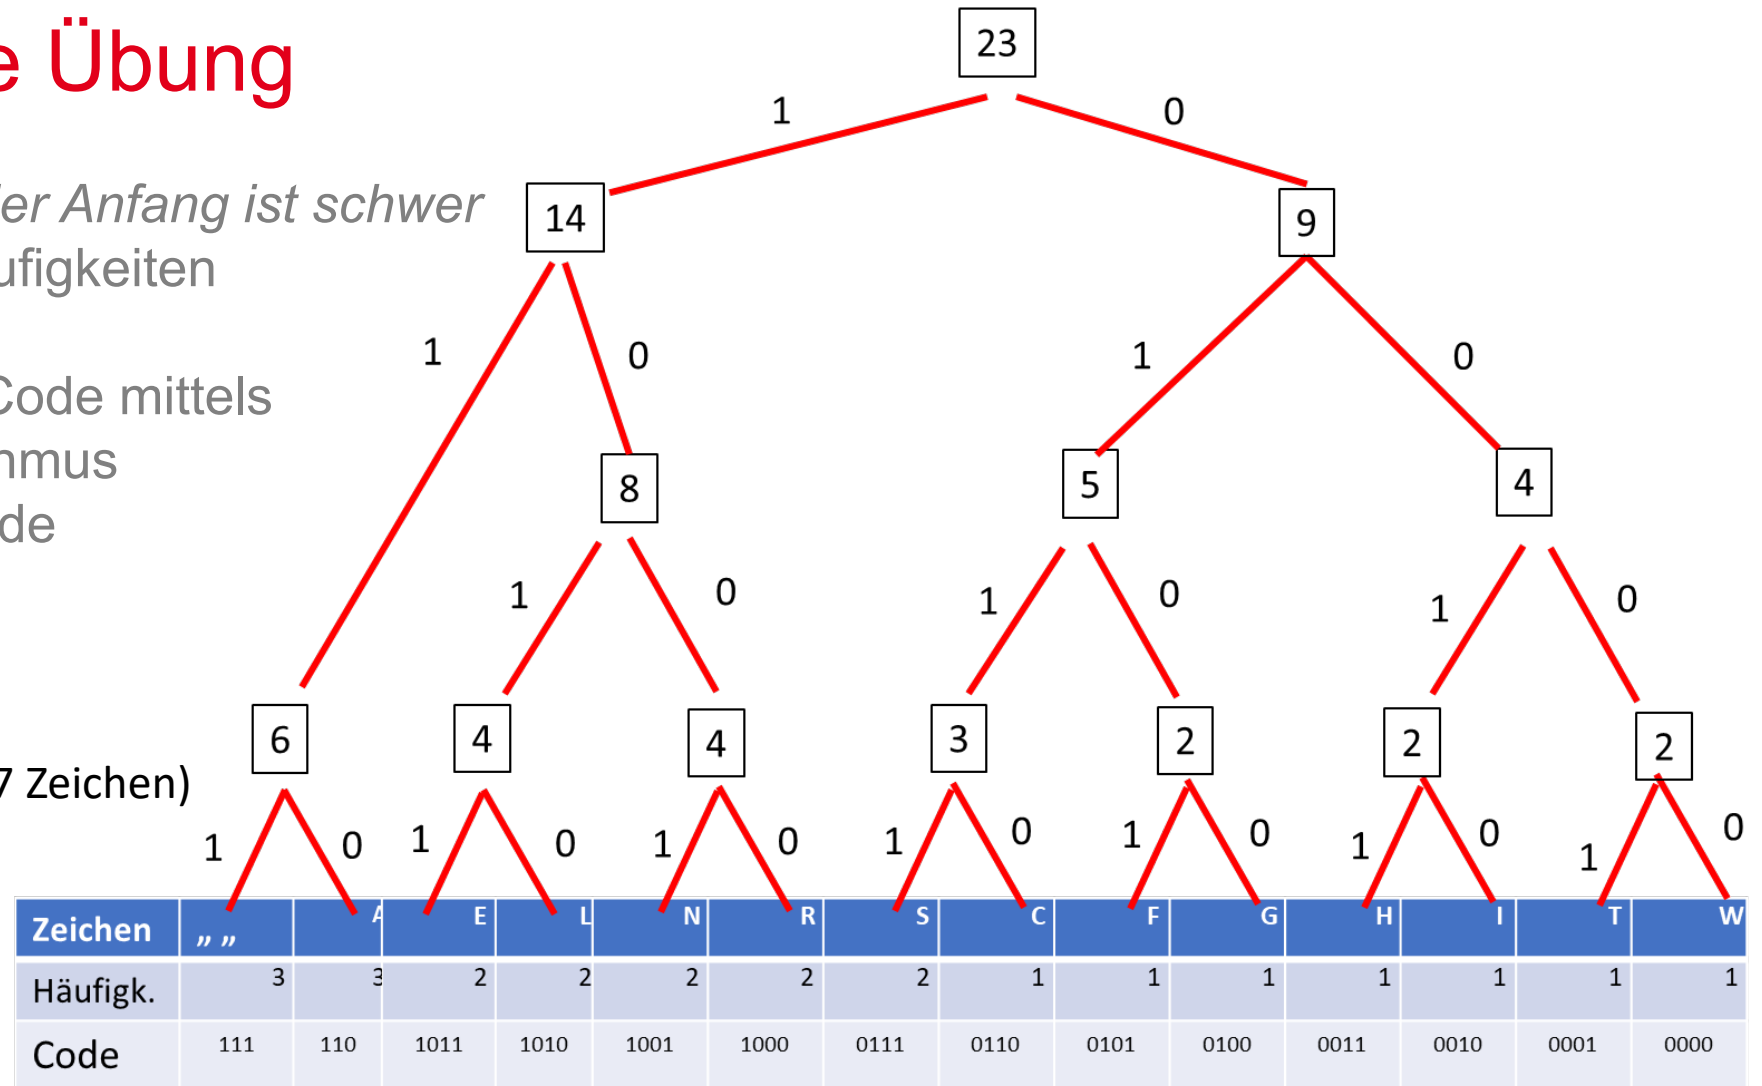 e Übung
ler Anfang ist schwer
ufigkeiten
Code mittels
hmus
de
7 Zeichen)
23
1 0
14 9
1 0 1 0
8 5 4
1 0 1 0 1 0
6 4 4 3 2 2 2
1 0 1 0 1 0 1 0 1 0 1 0 1 0
Zeichen „ „ A E L N R S C F G H I T W
Häufigk. 3 3 2 2 2 2 2 1 1 1 1 1 1 1
Code 111 110 1011 1010 1001 1000 0111 0110 0101 0100 0011 0010 0001 0000